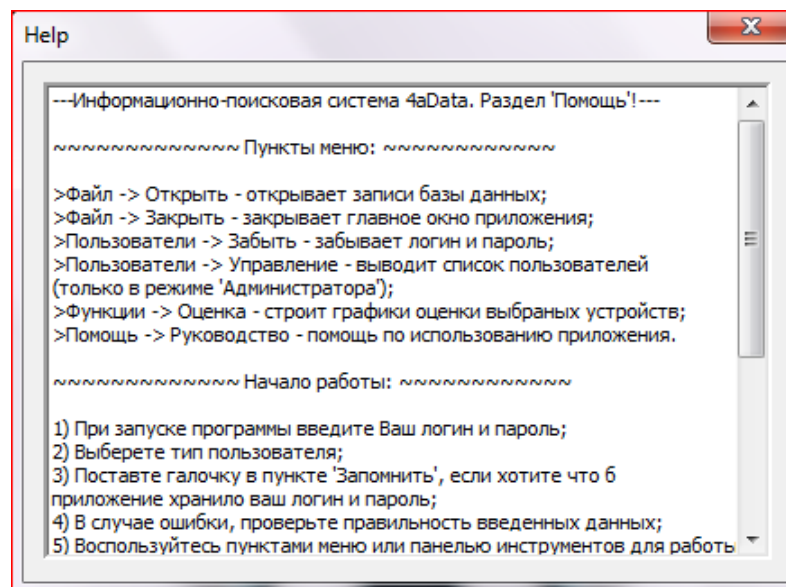 Help
---Информационно-поисковая система 4aData. Раздел 'Помощь'!---
~~~~~~~~~~~~~ Пункты меню: ~~~~~~~~~~~~
>Файл -> Открыть - открывает записи базы данных;
>Файл -> Закрыть - закрывает главное окно приложения;
>Пользователи -> Забыть - забывает логин и пароль;
>Пользователи -> Управление - выводит список пользователей
(только в режиме 'Администратора');
>Функции -> Оценка - строит графики оценки выбраных устройств;
>Помощь -> Руководство - помощь по использованию приложения.
~~~~~~~~~~~~~ Начало работы: ~~~~~~~~~~~~
1) При запуске программы введите Ваш логин и пароль;
2) Выберете тип пользователя;
3) Поставте галочку в пункте 'Запомнить', если хотите что б
приложение хранило ваш логин и пароль;
4) В случае ошибки, проверьте правильность введенных данных;
5) Воспользуйтесь пунктами меню или панелью инструментов для работы